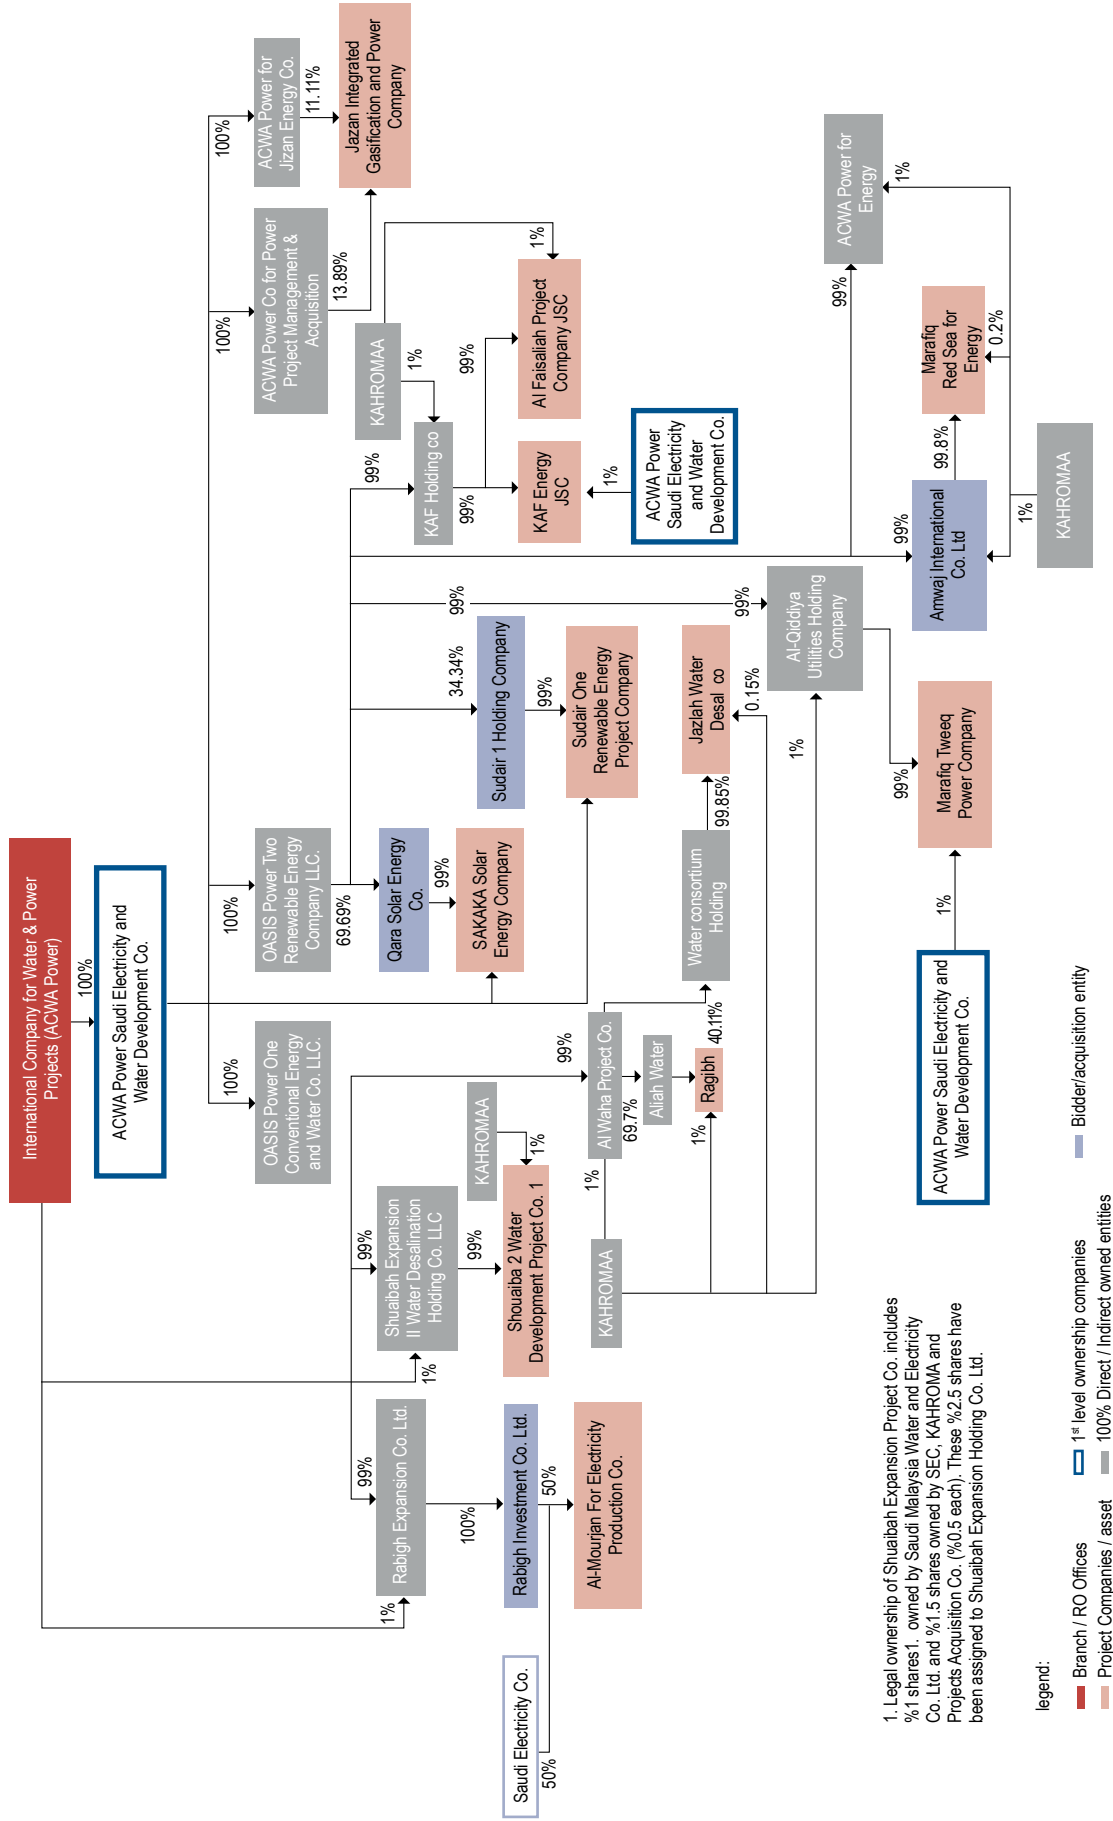 International Company for Water & Power
Projects (ACWA Power)
100%
ACWA Power Saudi Electricity and
Water Development Co.
100%
OASIS Power One
Conventional Energy
and Water Co. LLC.
100%
OASIS Power Two
Renewable Energy
Company LLC.
100%
ACWA Power Co for Power
Project Management &
Acquisition
100%
ACWA Power for
Jizan Energy Co.
13.89%
11.11%
Jazan Integrated
Gasification and Power
Company
1%
99%
Rabigh Expansion Co. Ltd.
100%
Rabigh Investment Co. Ltd.
50%
Saudi Electricity Co.
50%
Al-Mourjan For Electricity
Production Co.
1%
99%
Shuaibah Expansion
II Water Desalination
Holding Co. LLC
99%
KAHROMAA
1%
Shouaiba 2 Water
Development Project Co. 1
99%
Al Waha Project Co.
1%
KAHROMAA
69.7%
Aliah Water
1%
Ragibh
40.11%
Water consortium
Holding
99.85%
Jazlah Water
Desal co
0.15%
69.69%
Qara Solar Energy
Co.
99%
SAKAKA Solar
Energy Company
34.34%
Sudair 1 Holding Company
99%
Sudair One
Renewable Energy
Project Company
99%
KAF Holding co
KAHROMAA
1%
1%
99%
99%
KAF Energy
JSC
Al Faisaliah Project
Company JSC
1%
ACWA Power
Saudi Electricity
and Water
Development Co.
99%
99%
1%
Al-Qiddiya
Utilities Holding
Company
99%
Marafiq Tweeq
Power Company
1%
ACWA Power Saudi Electricity and
Water Development Co.
99%
Amwaj International
Co. Ltd
99.8%
Marafiq
Red Sea for
Energy
0.2%
99%
ACWA Power for
Energy
1%
1%
KAHROMAA
1. Legal ownership of Shuaibah Expansion Project Co. includes
%1 shares1. owned by Saudi Malaysia Water and Electricity
Co. Ltd. and %1.5 shares owned by SEC, KAHROMA and
Projects Acquisition Co. (%0.5 each). These %2.5 shares have
been assigned to Shuaibah Expansion Holding Co. Ltd.
legend:
Branch / RO Offices
1st level ownership companies
Bidder/acquisition entity
Project Companies / asset
100% Direct / Indirect owned entities